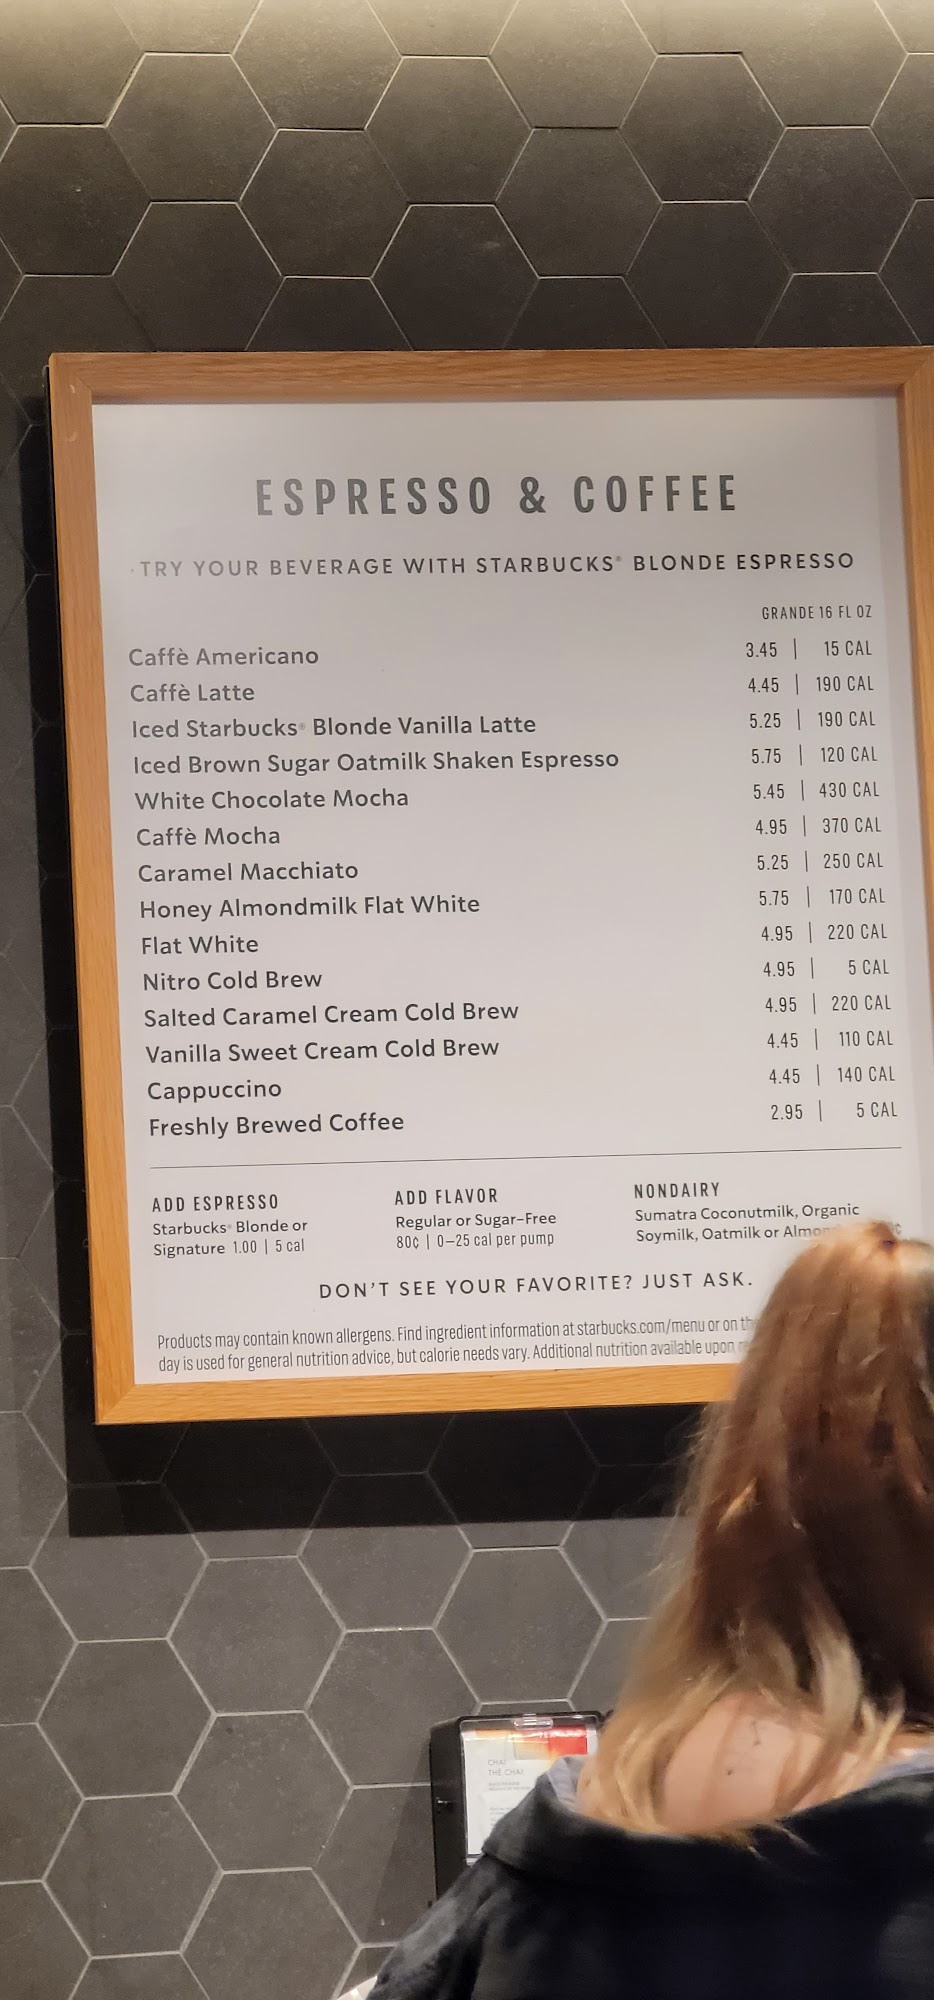 ESPRESSO & COFFEE
TRY YOUR BEVERAGE WITH STARBUCKS® BLONDE ESPRESSO
GRANDE 16 FL OZ
Caffè Americano 3.45 | 15 CAL
Caffè Latte 4.45 | 190 CAL
Iced Starbucks® Blonde Vanilla Latte 5.25 | 190 CAL
Iced Brown Sugar Oatmilk Shaken Espresso 5.75 | 120 CAL
White Chocolate Mocha 5.45 | 430 CAL
Caffè Mocha 4.95 | 370 CAL
Caramel Macchiato 5.25 | 250 CAL
Honey Almondmilk Flat White 5.75 | 170 CAL
Flat White 4.95 | 220 CAL
Nitro Cold Brew 4.95 | 5 CAL
Salted Caramel Cream Cold Brew 4.95 | 220 CAL
Vanilla Sweet Cream Cold Brew 4.45 | 110 CAL
Cappuccino 4.45 | 140 CAL
Freshly Brewed Coffee 2.95 | 5 CAL
ADD ESPRESSO
Starbucks® Blonde or
Signature 1.00 | 5 cal
ADD FLAVOR
Regular or Sugar-Free
80¢ | 0–25 cal per pump
NONDAIRY
Sumatra Coconutmilk, Organic
Soymilk, Oatmilk or
DON'T SEE YOUR FAVORITE? JUST ASK.
Products may contain known allergens. Find ingredient information at starbucks.com/menu or on
day is used for general nutrition advice, but calorie needs vary. Additional nutrition available upon
CHAI
THÉ CHAI